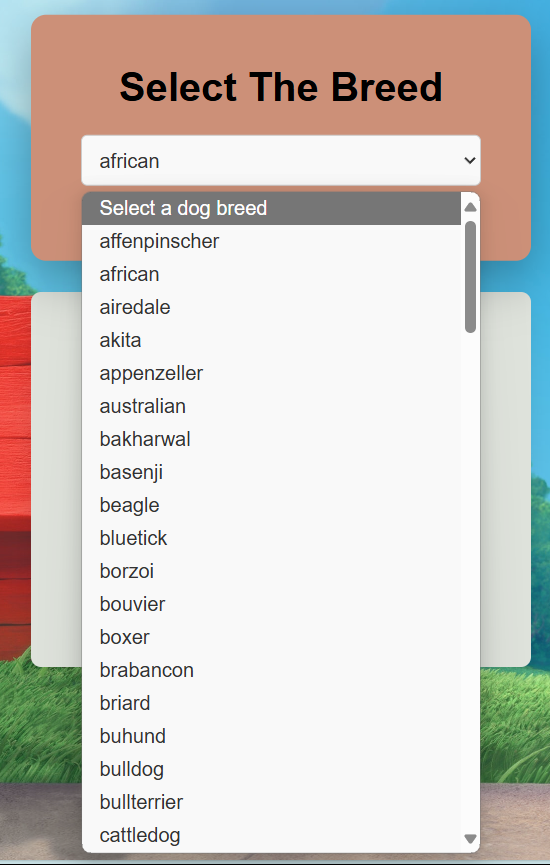 Select The Breed
african
Select a dog breed
affenpinscher
african
airedale
akita
appenzeller
australian
bakharwal
basenji
beagle
bluetick
borzoi
bouvier
boxer
brabancon
briard
buhund
bulldog
bullterrier
cattledog